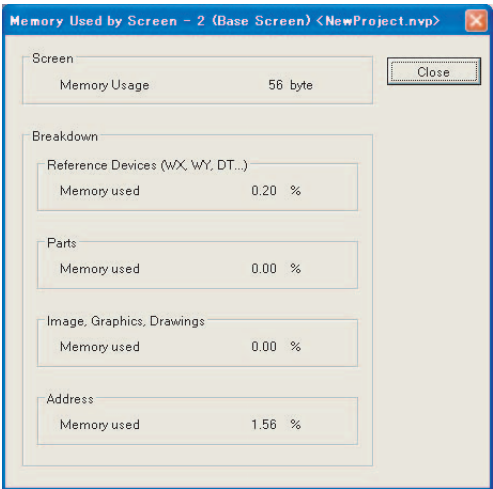 Memory Used by Screen - 2 (Base Screen) <NewProject.nvp>
Screen
Memory Usage 56 byte
Close
Breakdown
Reference Devices (WX, WY, DT...)
Memory used 0.20 %
Parts
Memory used 0.00 %
Image, Graphics, Drawings
Memory used 0.00 %
Address
Memory used 1.56 %